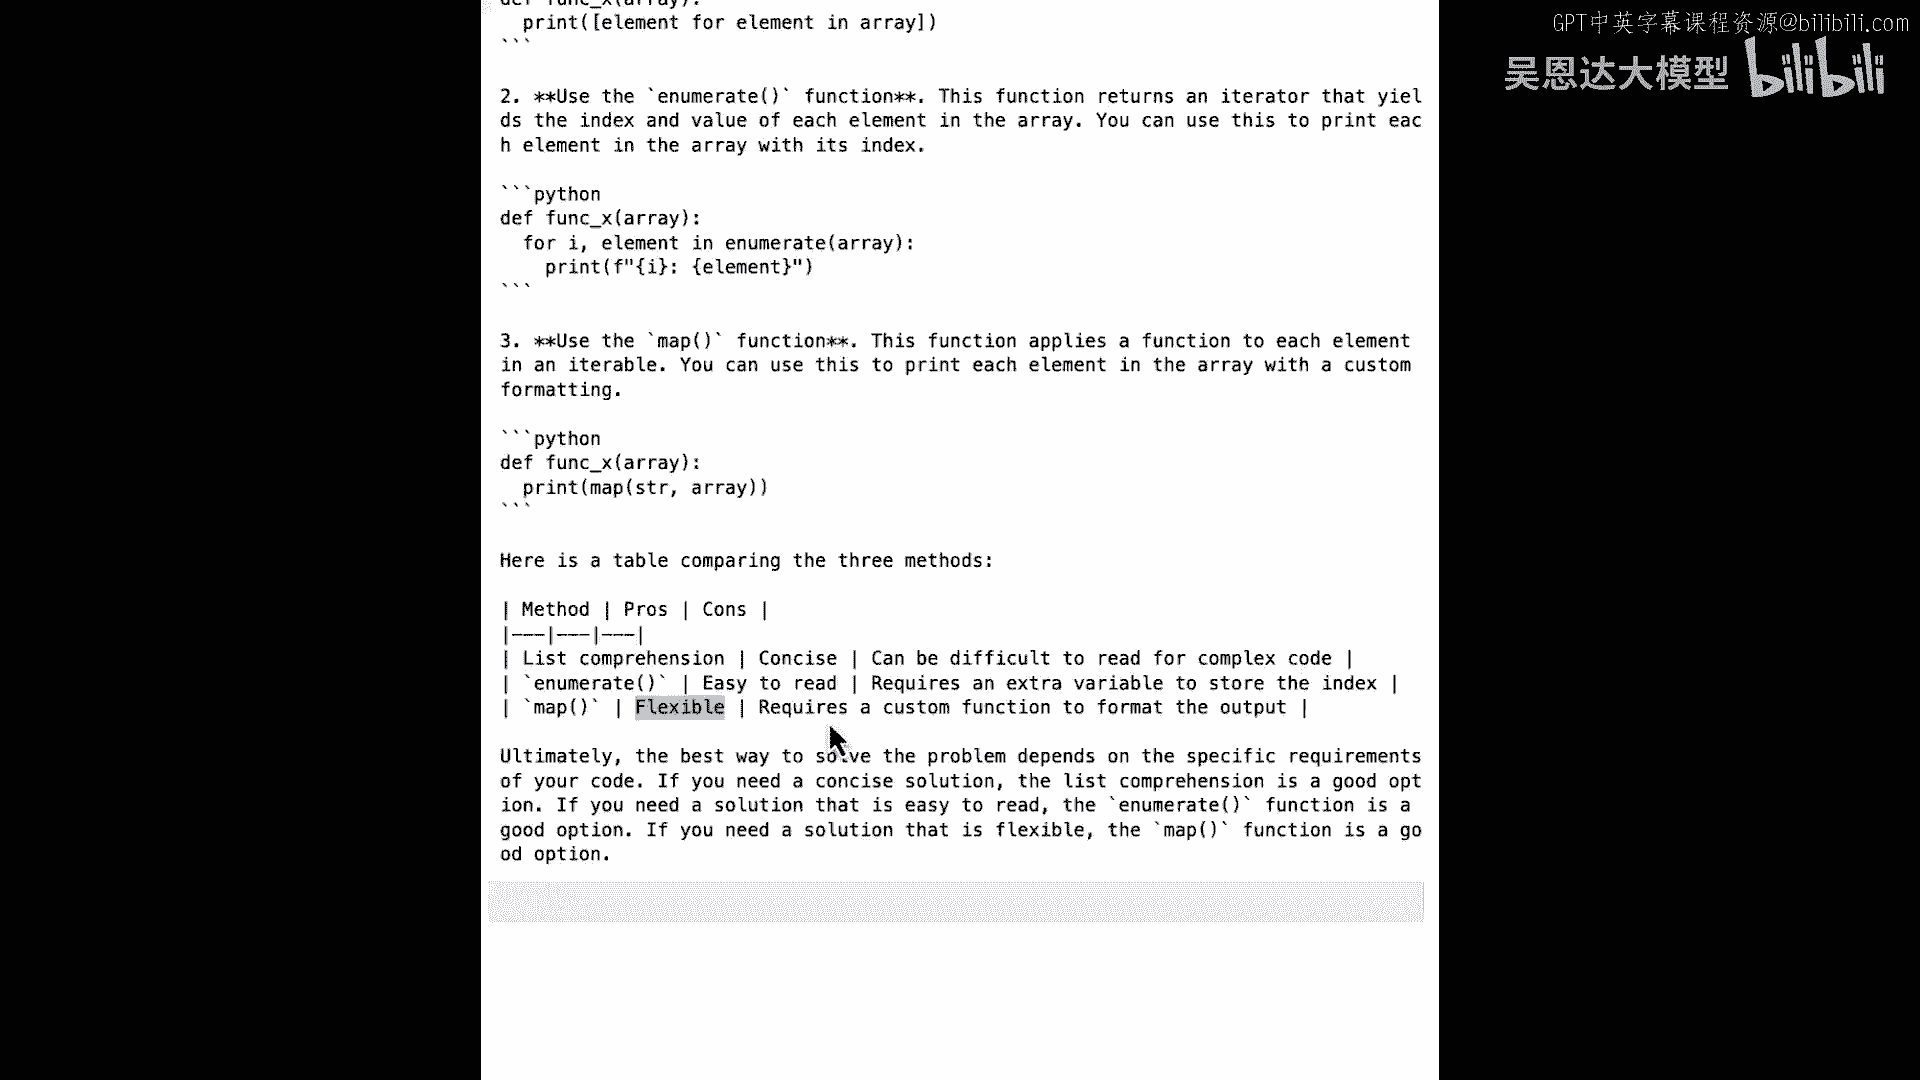 GPT中英字幕课程资源@bilibili.com
吴恩达大模型 bilibili
def func_x(array):
  print([element for element in array])
```
2. **Use the `enumerate()` function**. This function returns an iterator that yiel
ds the index and value of each element in the array. You can use this to print eac
h element in the array with its index.
```python
def func_x(array):
  for i, element in enumerate(array):
    print(f"{i}: {element}")
```
3. **Use the `map()` function**. This function applies a function to each element
in an iterable. You can use this to print each element in the array with a custom
formatting.
```python
def func_x(array):
  print(map(str, array))
```
Here is a table comparing the three methods:
| Method | Pros | Cons |
|---|---|---|
| List comprehension | Concise | Can be difficult to read for complex code |
| `enumerate()` | Easy to read | Requires an extra variable to store the index |
| `map()` | Flexible | Requires a custom function to format the output |
Ultimately, the best way to solve the problem depends on the specific requirements
of your code. If you need a concise solution, the list comprehension is a good opt
ion. If you need a solution that is easy to read, the `enumerate()` function is a
good option. If you need a solution that is flexible, the `map()` function is a go
od option.